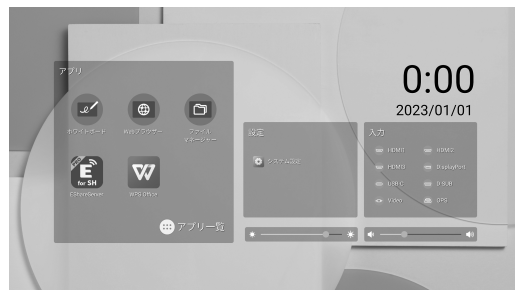 アプリ
ホワイトボード
Webブラウザー
ファイル
マネージャー
E
for SH
EShareServer
WPS Office
アプリ一覧
0:00
2023/01/01
設定
システム設定
入力
HDMI1
HDMI2
HDMI3
DisplayPort
USB-C
D-SUB
Video
OPS